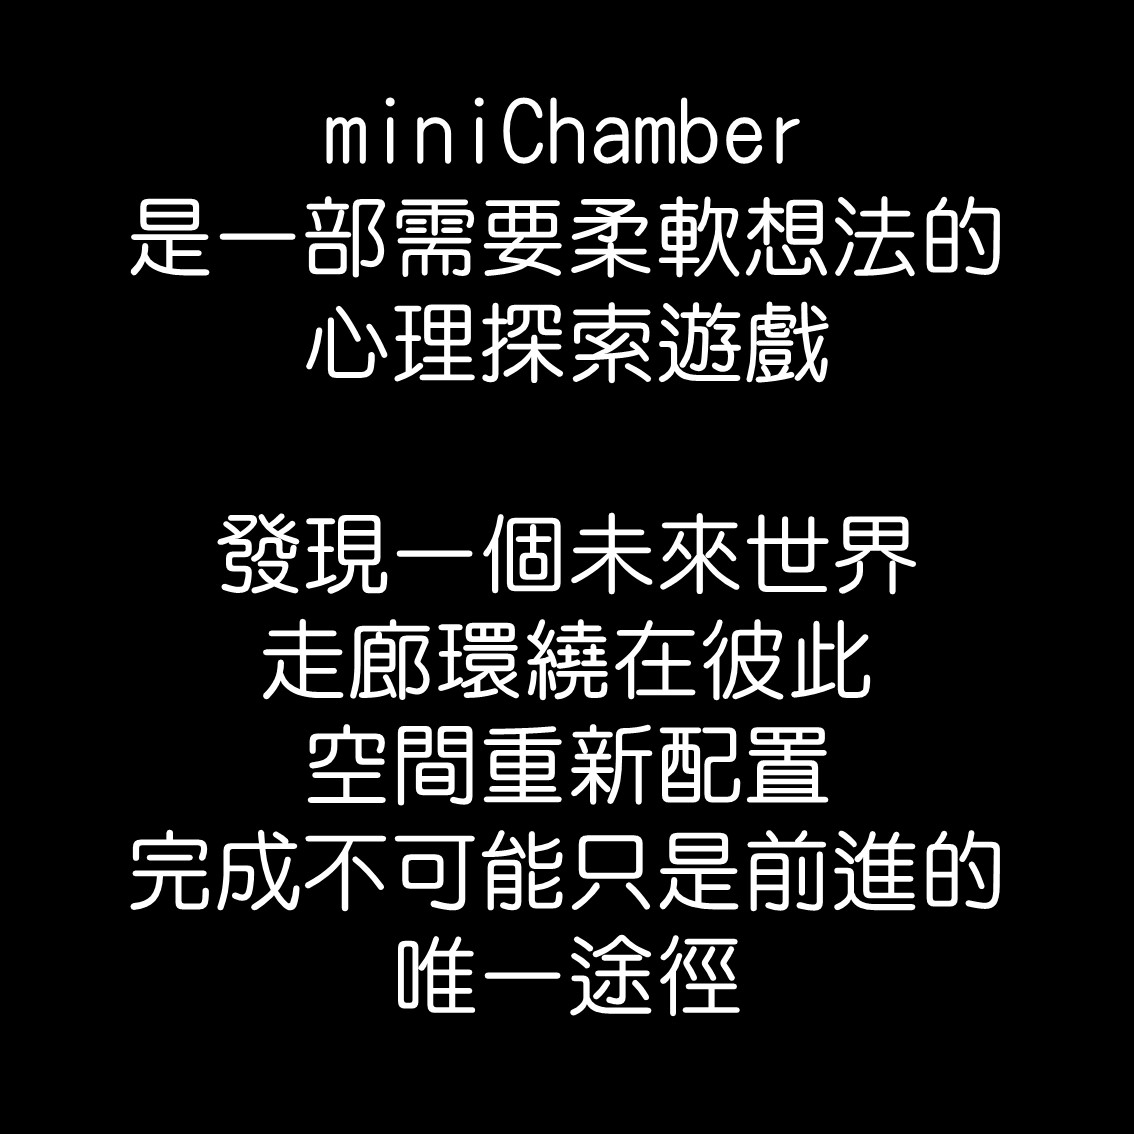 miniChamber
是一部需要柔軟想法的
心理探索遊戲
發現一個未來世界
走廊環繞在彼此
空間重新配置
完成不可能只是前進的
唯一途徑